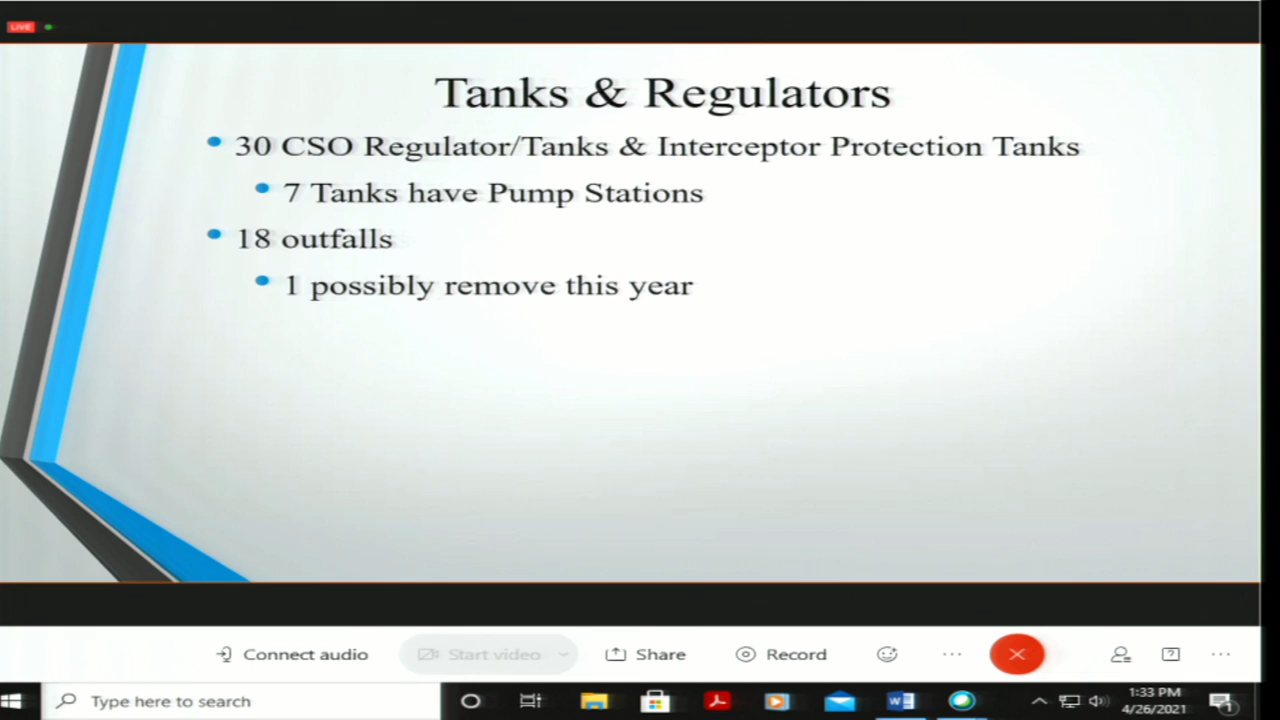 LIVE
Tanks & Regulators
30 CSO Regulator/Tanks & Interceptor Protection Tanks
7 Tanks have Pump Stations
18 outfalls
1 possibly remove this year
Connect audio
Start video
Share
Record
Type here to search
1:33 PM
4/26/2021
1